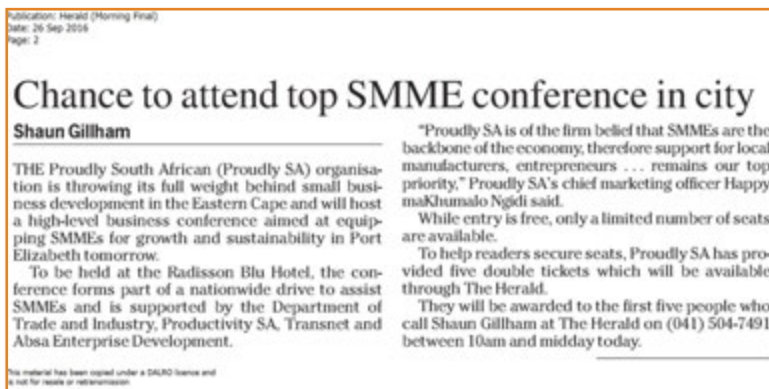 Publication: Herald (Morning Final)
Date: 26 Sep 2016
Page: 2
Chance to attend top SMME conference in city
Shaun Gillham
THE Proudly South African (Proudly SA) organisa-
tion is throwing its full weight behind small busi-
ness development in the Eastern Cape and will host
a high-level business conference aimed at equip-
ping SMMEs for growth and sustainability in Port
Elizabeth tomorrow.
To be held at the Radisson Blu Hotel, the con-
ference forms part of a nationwide drive to assist
SMMEs and is supported by the Department of
Trade and Industry, Productivity SA, Transnet and
Absa Enterprise Development.
"Proudly SA is of the firm belief that SMMEs are the
backbone of the economy, therefore support for local
manufacturers, entrepreneurs ... remains our top
priority," Proudly SA's chief marketing officer Happy
maKhumalo Ngidi said.
While entry is free, only a limited number of seats
are available.
To help readers secure seats, Proudly SA has pro-
vided five double tickets which will be available
through The Herald.
They will be awarded to the first five people who
call Shaun Gillham at The Herald on (041) 504-7491
between 10am and midday today.
This material has been copied under a DALRO licence and
is not for resale or retransmission